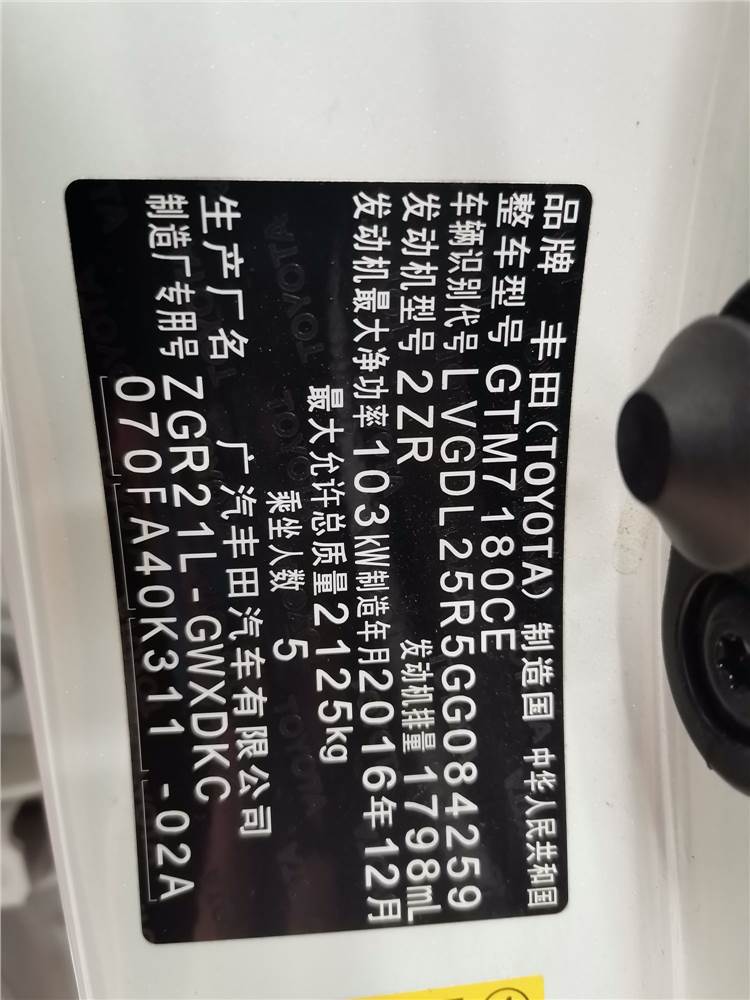 品牌 丰田(TOYOTA) 制造国 中华人民共和国
整车型号 GTM7180CE
车辆识别代号 LVGDL25R5GG084259
发动机型号 2ZR 发动机排量 1798mL
发动机最大净功率 103kW 制造年月 2016年12月
最大允许总质量 2125kg
乘坐人数 5
生产厂名 广汽丰田汽车有限公司
制造厂专用号 ZGR21L-GWXDKC
070FA40K311-02A